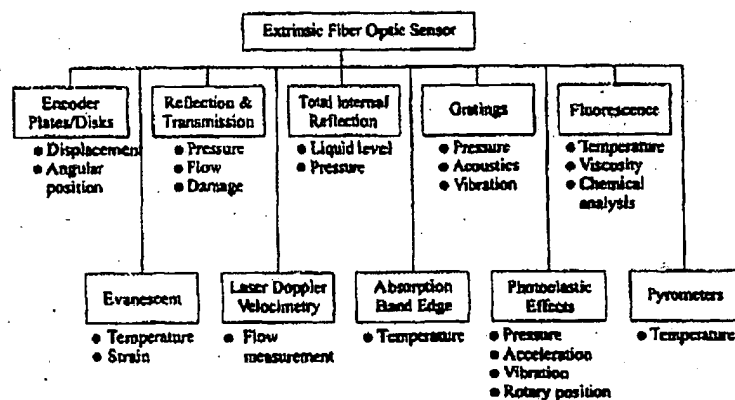 Extrinsic Fiber Optic Sensor
Encoder
Plates/Disks
● Displacement
● Angular
position
Reflection &
Transmission
● Pressure
● Flow
● Damage
Total Internal
Reflection
● Liquid level
● Pressure
Gratings
● Pressure
● Acoustics
● Vibration
Fluorescence
● Temperature
● Viscosity
● Chemical
analysis
Evanescent
● Temperature
● Strain
Laser Doppler
Velocimetry
● Flow
measurement
Absorption
Band Edge
● Temperature
Photoelastic
Effects
● Pressure
● Acceleration
● Vibration
● Rotary position
Pyrometers
● Temperature